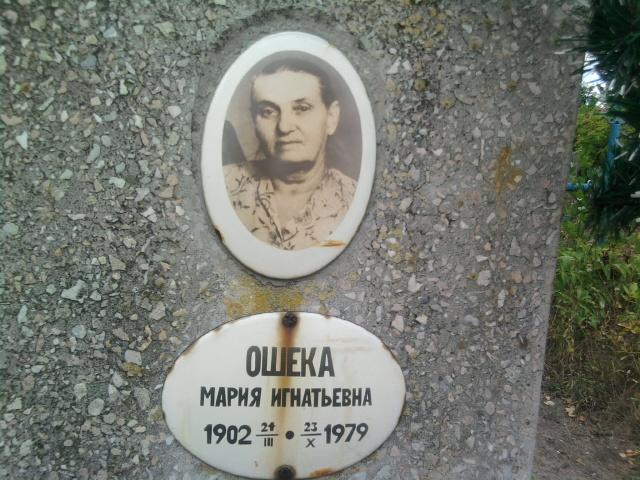 ОШЕКА
МАРИЯ ИГНАТЬЕВНА
1902 24/III • 23/X 1979